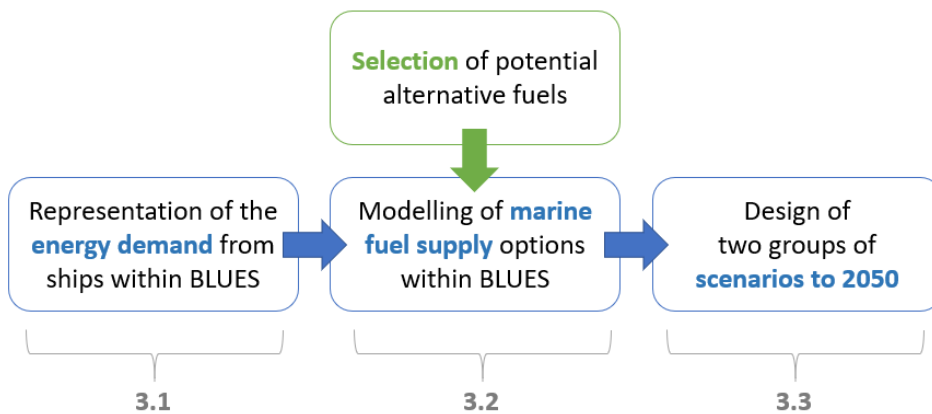 Selection of potential
alternative fuels
Representation of the
energy demand from
ships within BLUES
Modelling of marine
fuel supply options
within BLUES
Design of
two groups of
scenarios to 2050
3.1
3.2
3.3